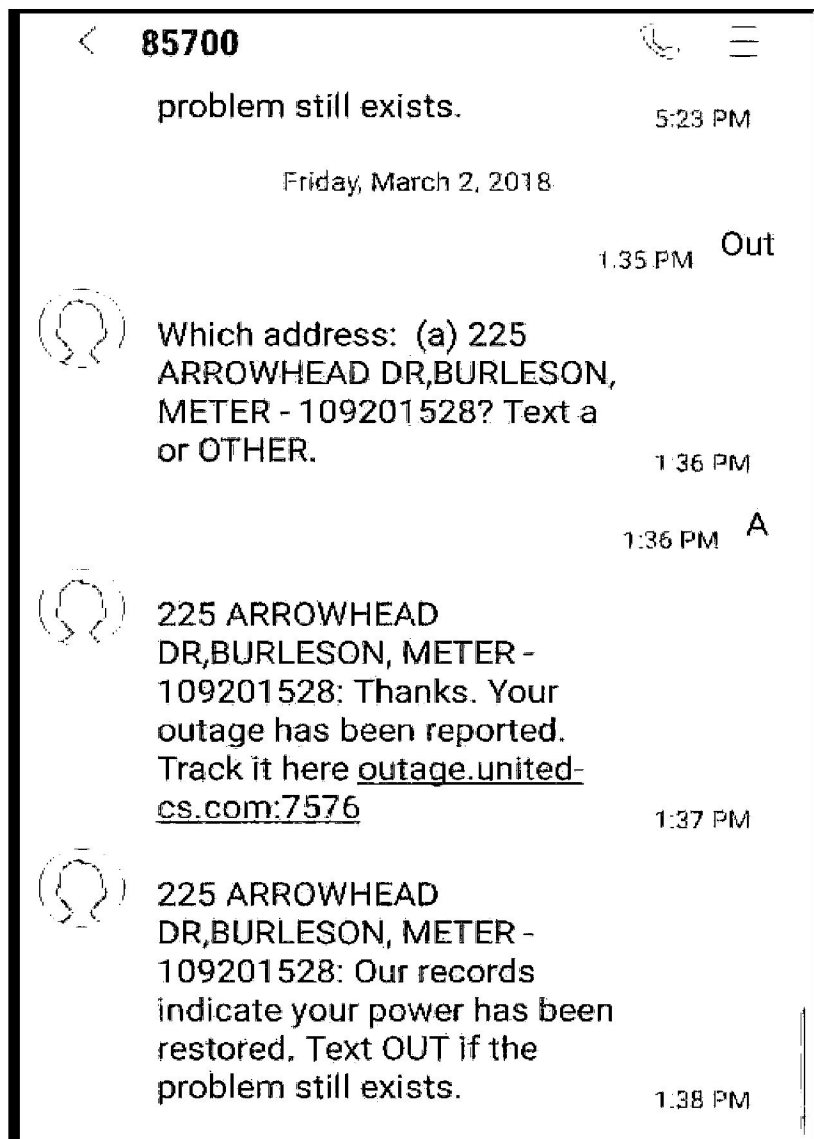 85700
problem still exists.
5:23 PM
Friday, March 2, 2018
1:35 PM Out
Which address:  (a) 225
ARROWHEAD DR,BURLESON,
METER - 109201528? Text a
or OTHER.
1:36 PM
1:36 PM A
225 ARROWHEAD
DR,BURLESON, METER -
109201528: Thanks. Your
outage has been reported.
Track it here outage.united-
cs.com:7576
1:37 PM
225 ARROWHEAD
DR,BURLESON, METER -
109201528: Our records
indicate your power has been
restored. Text OUT if the
problem still exists.
1:38 PM